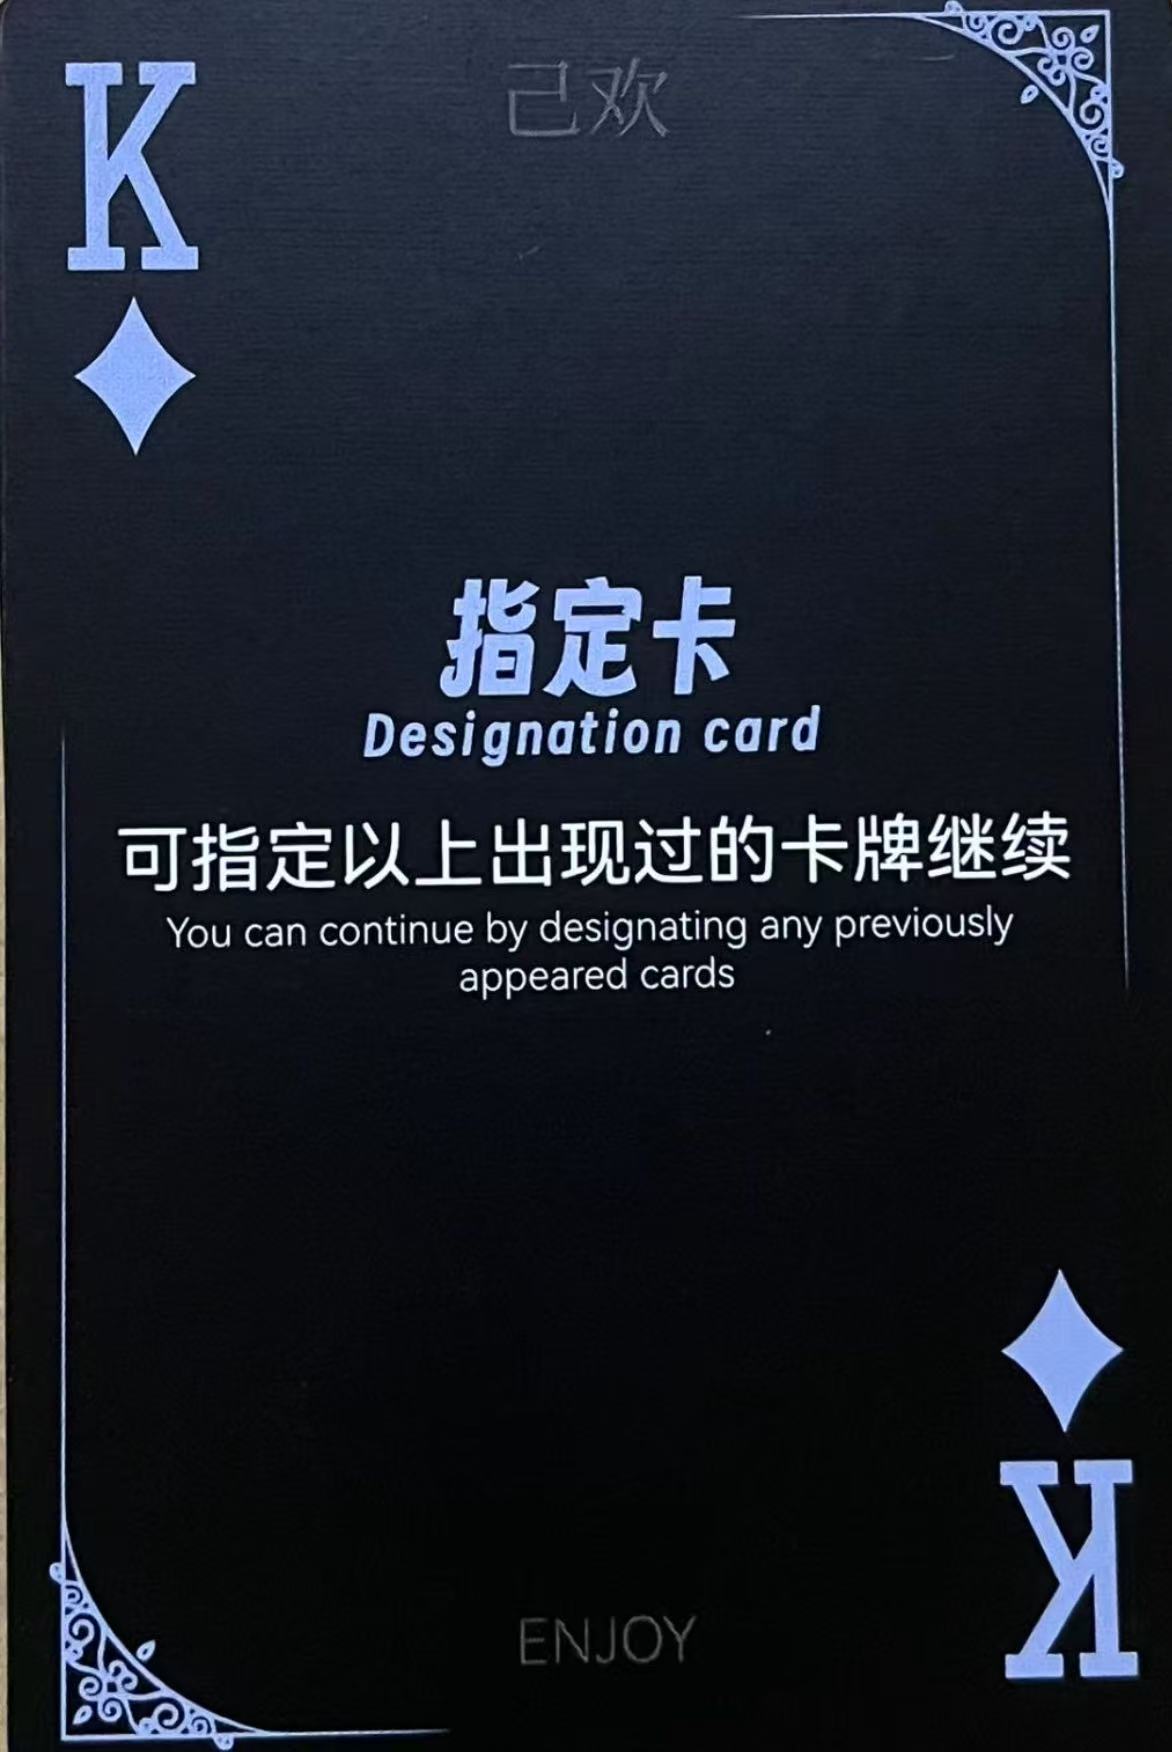 K
己欢
指定卡
Designation card
可指定以上出现过的卡牌继续
You can continue by designating any previously
appeared cards
ENJOY
K